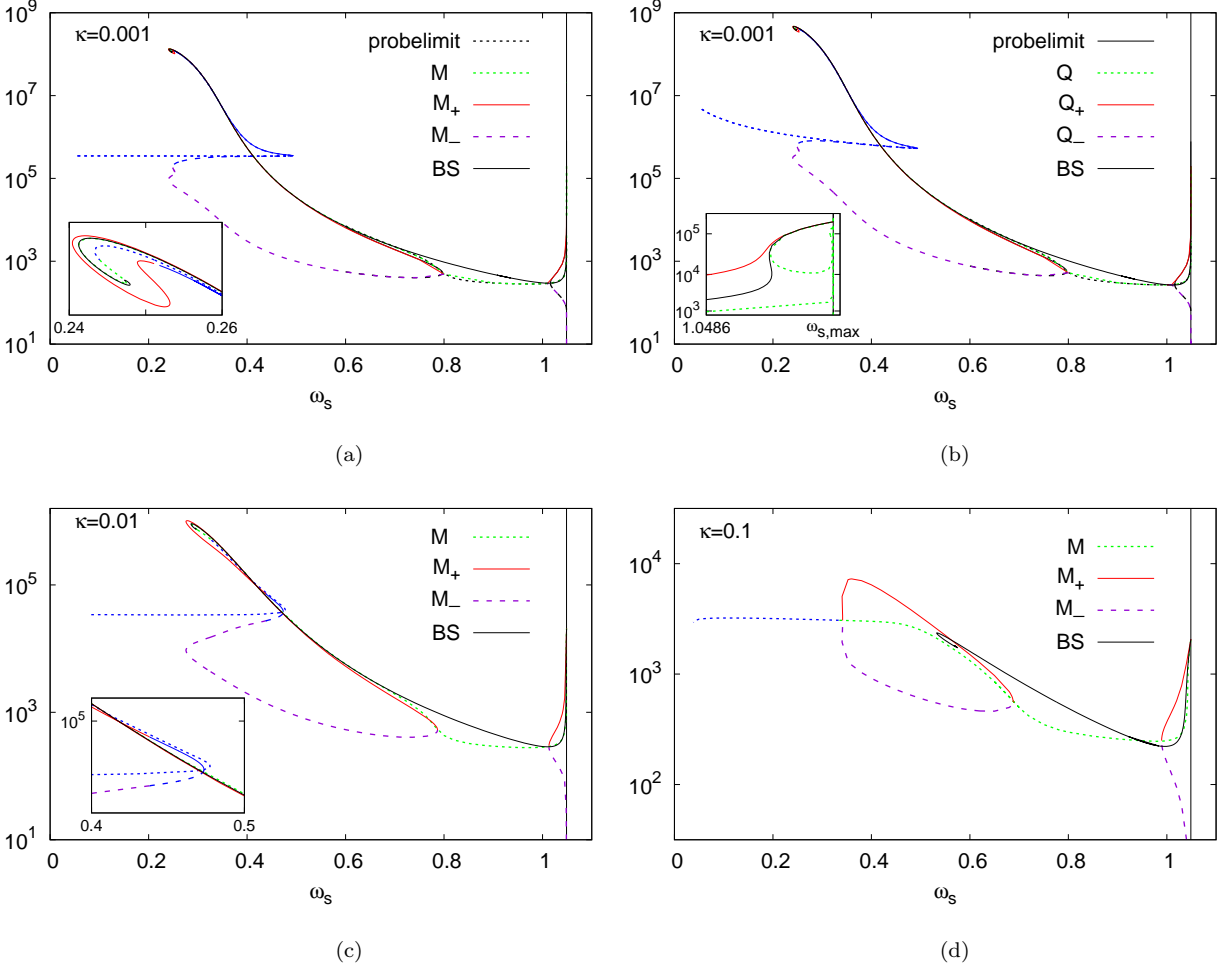 κ=0.001
probelimit
M
M+
M−
BS
10^9
10^7
10^5
10^3
10^1
0.24
0.26
0
0.2
0.4
0.6
0.8
1
ωs
(a)
κ=0.001
probelimit
Q
Q+
Q−
BS
10^9
10^7
10^5
10^3
10^1
10^5
10^4
10^3
1.0486
ωs,max
0
0.2
0.4
0.6
0.8
1
ωs
(b)
κ=0.01
M
M+
M−
BS
10^5
10^3
10^1
10^5
0.4
0.5
0
0.2
0.4
0.6
0.8
1
ωs
(c)
κ=0.1
M
M+
M−
BS
10^4
10^3
10^2
0
0.2
0.4
0.6
0.8
1
ωs
(d)